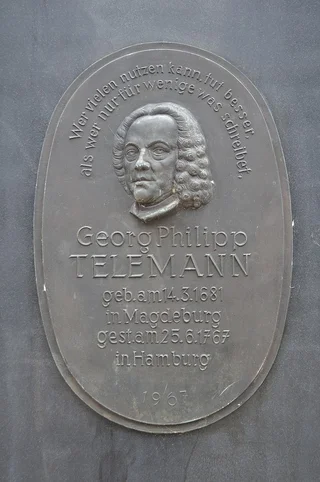 Wer vielen nutzen kann, tut besser,
als wer nur für wenige was schreibet.
Georg Philipp
TELEMANN
geb.am 14.3.1681
in Magdeburg
gest.am 25.6.1767
in Hamburg
1967